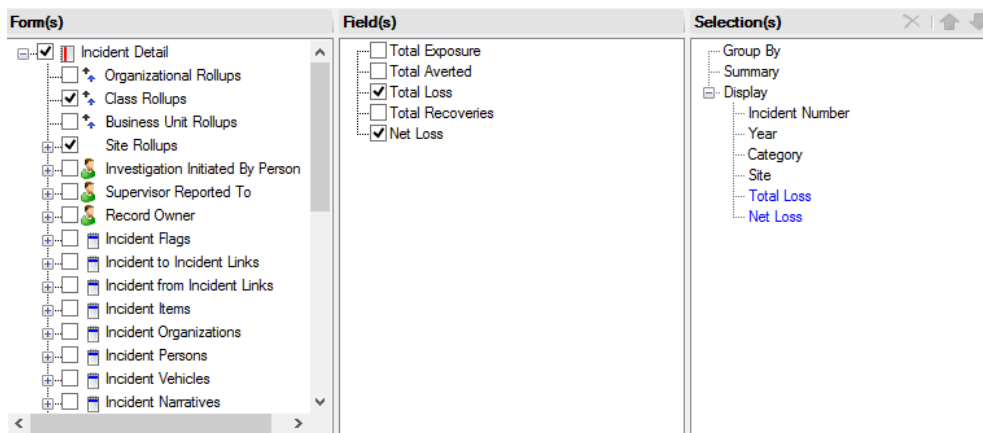 Form(s)
Incident Detail
Organizational Rollups
Class Rollups
Business Unit Rollups
Site Rollups
Investigation Initiated By Person
Supervisor Reported To
Record Owner
Incident Flags
Incident to Incident Links
Incident from Incident Links
Incident Items
Incident Organizations
Incident Persons
Incident Vehicles
Incident Narratives
Field(s)
Total Exposure
Total Averted
Total Loss
Total Recoveries
Net Loss
Selection(s)
Group By
Summary
Display
Incident Number
Year
Category
Site
Total Loss
Net Loss